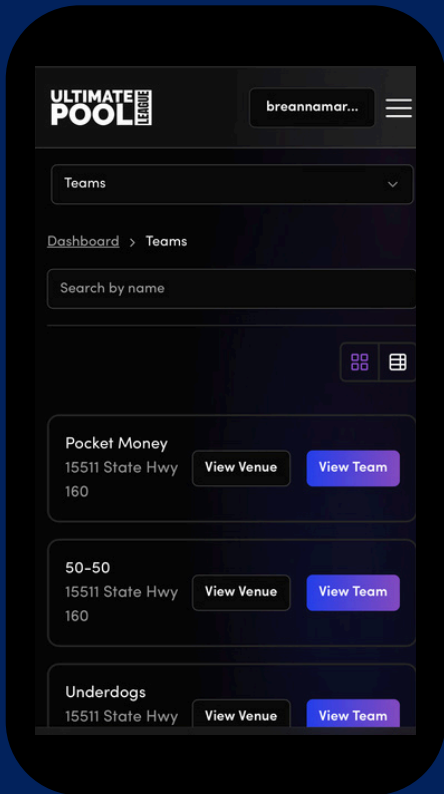 ULTIMATE
POOL LEAGUE
breannamar...
Teams
Dashboard > Teams
Search by name
Pocket Money
15511 State Hwy
160
View Venue
View Team
50-50
15511 State Hwy
160
View Venue
View Team
Underdogs
15511 State Hwy
View Venue
View Team